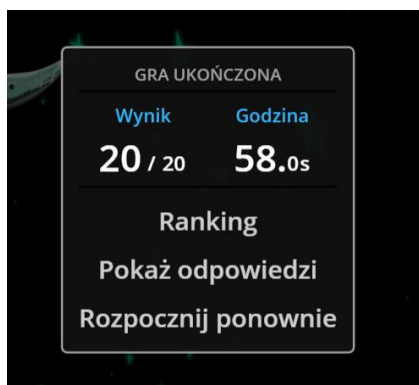 GRA UKOŃCZONA
Wynik Godzina
20 / 20 58.0s
Ranking
Pokaż odpowiedzi
Rozpocznij ponownie